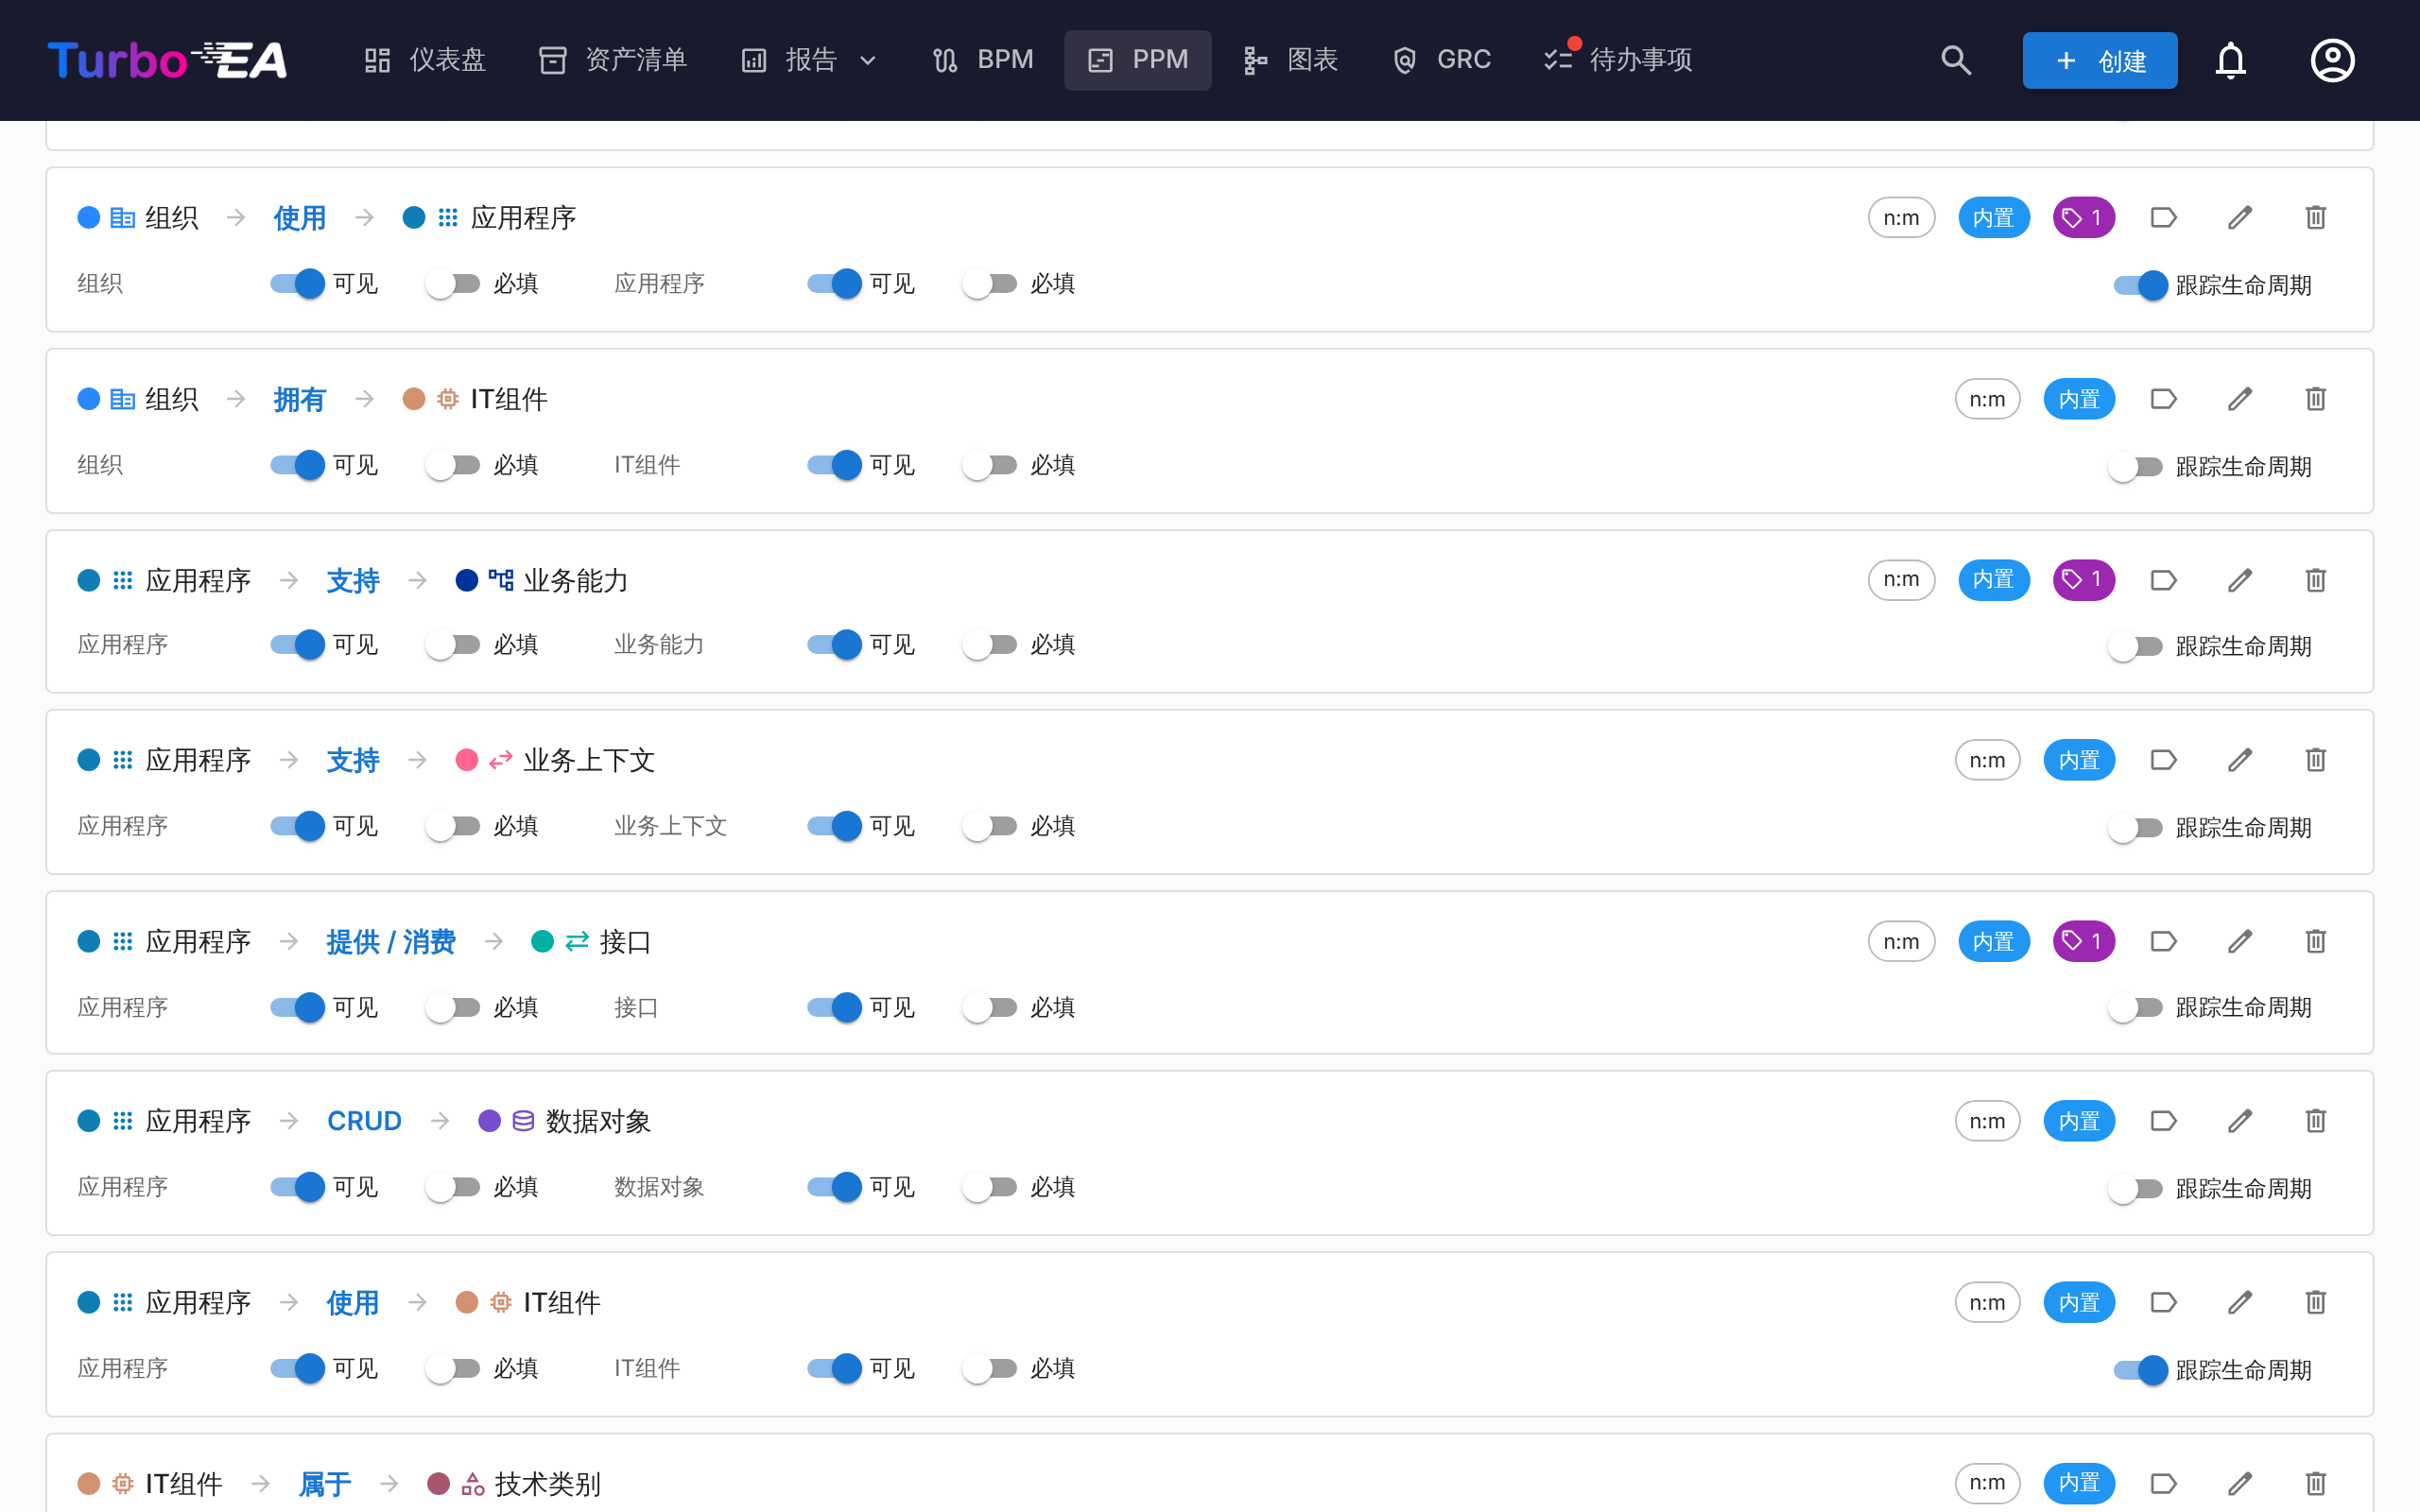 Turbo EA 仪表盘 资产清单 报告 BPM PPM 图表 GRC 待办事项 创建
组织 使用 应用程序 n:m 内置 1
组织 可见 必填 应用程序 可见 必填 跟踪生命周期
组织 拥有 IT组件 n:m 内置
组织 可见 必填 IT组件 可见 必填 跟踪生命周期
应用程序 支持 业务能力 n:m 内置 1
应用程序 可见 必填 业务能力 可见 必填 跟踪生命周期
应用程序 支持 业务上下文 n:m 内置
应用程序 可见 必填 业务上下文 可见 必填 跟踪生命周期
应用程序 提供 / 消费 接口 n:m 内置 1
应用程序 可见 必填 接口 可见 必填 跟踪生命周期
应用程序 CRUD 数据对象 n:m 内置
应用程序 可见 必填 数据对象 可见 必填 跟踪生命周期
应用程序 使用 IT组件 n:m 内置
应用程序 可见 必填 IT组件 可见 必填 跟踪生命周期
IT组件 属于 技术类别 n:m 内置